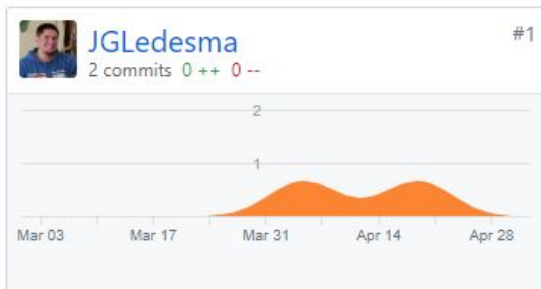 JGLedesma #1
2 commits 0 ++ 0 --
2
1
Mar 03 Mar 17 Mar 31 Apr 14 Apr 28